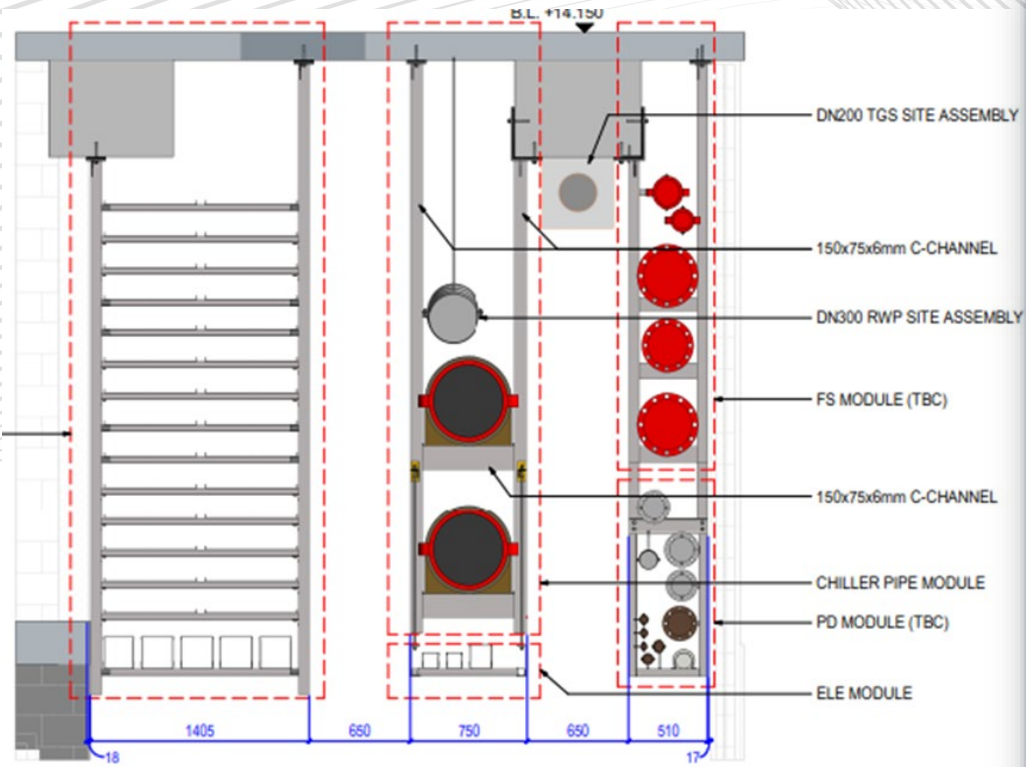 B.L. +14.150
DN200 TGS SITE ASSEMBLY
150x75x6mm C-CHANNEL
DN300 RWP SITE ASSEMBLY
FS MODULE (TBC)
150x75x6mm C-CHANNEL
CHILLER PIPE MODULE
PD MODULE (TBC)
ELE MODULE
1405
650
750
650
510
18
17